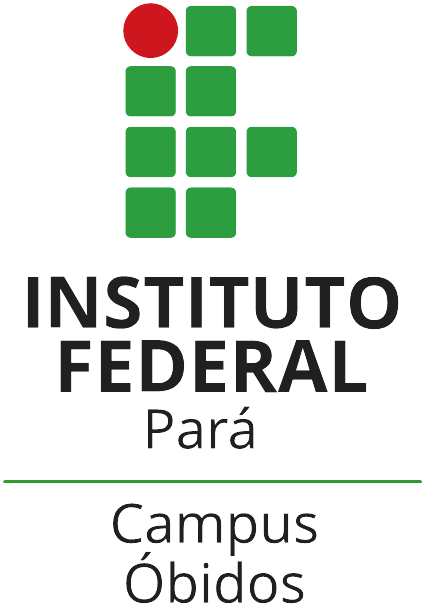 INSTITUTO
FEDERAL
Pará
Campus
Óbidos